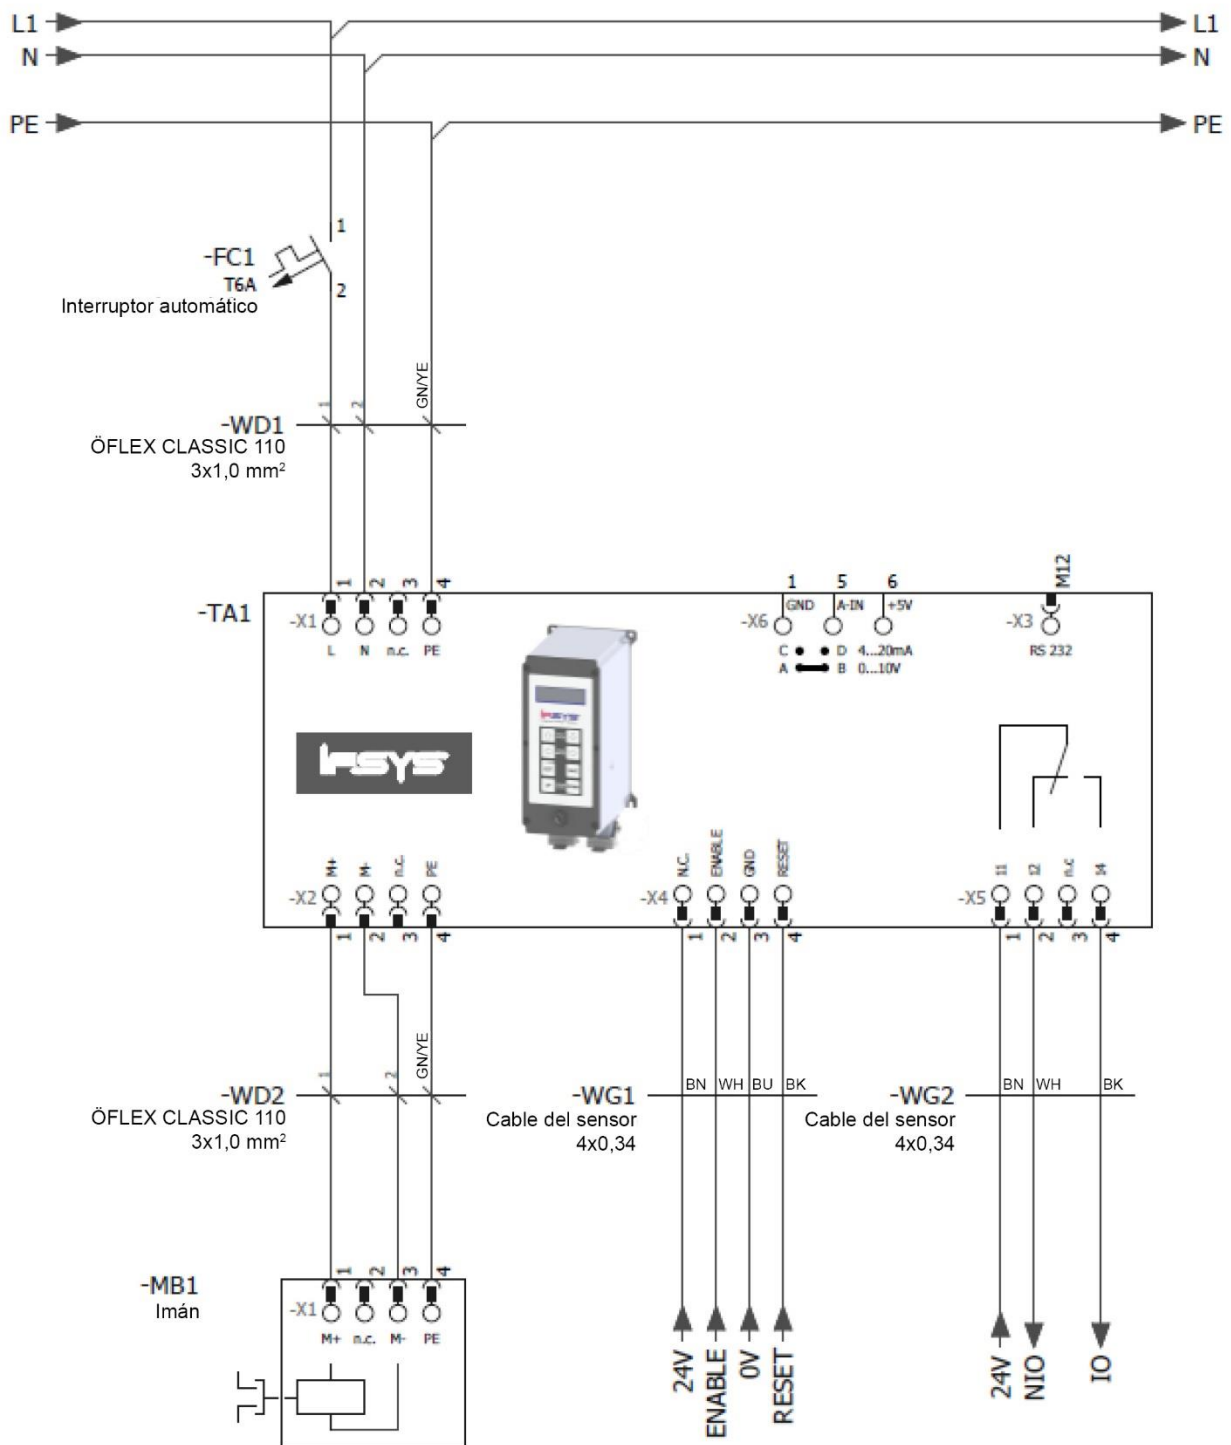 L1 L1
N N
PE PE
1
-FC1
T6A
2
Interruptor automático
1 2 GN/YE
-WD1
ÖFLEX CLASSIC 110
3x1,0 mm²
-TA1
1 2 3 4
1 5 6
M12
GND A-IN +5V
-X1 -X6 -X3
L N n.c. PE
C D 4...20mA
A B 0...10V
RS 232
IFSYS
IFSYS
M+ M- n.c. PE
N.C. ENABLE GND RESET
11 12 n.c 14
-X2 -X4 -X5
1 2 3 4
1 2 3 4
1 2 3 4
1 2 GN/YE
-WD2
ÖFLEX CLASSIC 110
3x1,0 mm²
-WG1 BN WH BU BK
Cable del sensor
4x0,34
-WG2 BN WH BK
Cable del sensor
4x0,34
-MB1
Imán
1 2 3 4
-X1
M+ n.c. M- PE
24V ENABLE 0V RESET
24V NIO IO